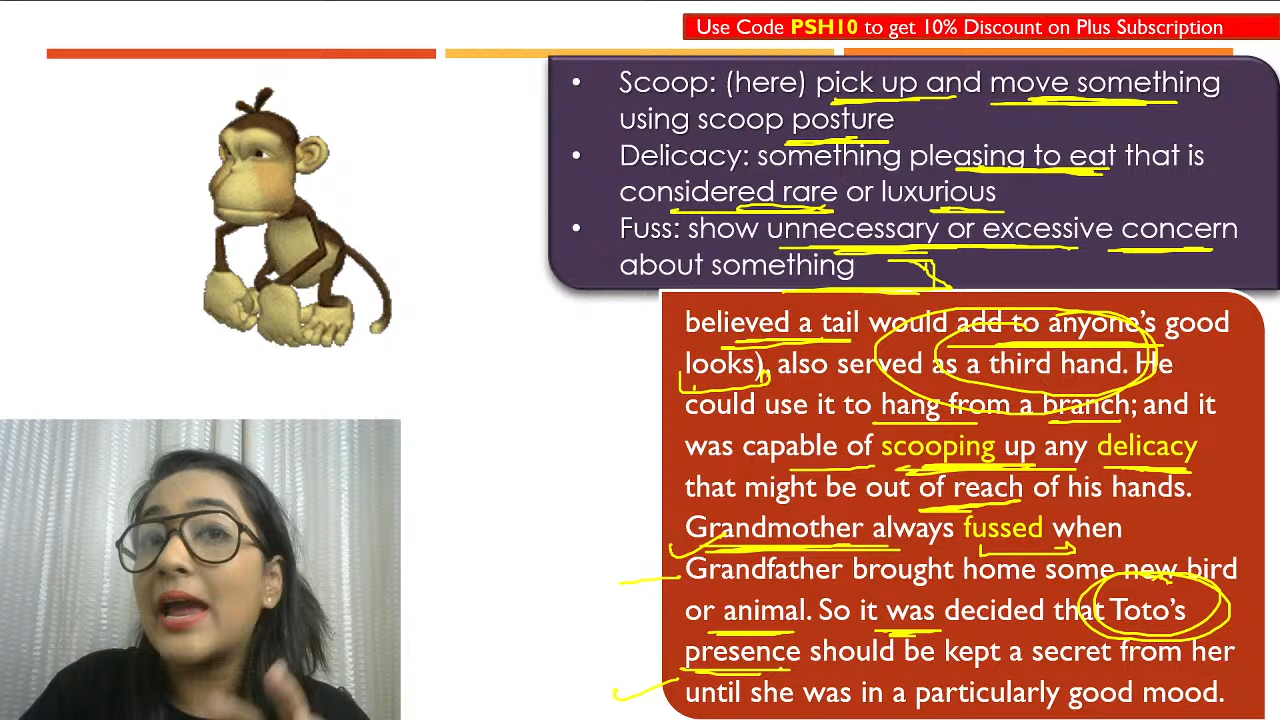 Use Code PSH10 to get 10% Discount on Plus Subscription
• Scoop: (here) pick up and move something
using scoop posture
• Delicacy: something pleasing to eat that is
considered rare or luxurious
• Fuss: show unnecessary or excessive concern
about something
believed a tail would add to anyone's good
looks), also served as a third hand. He
could use it to hang from a branch; and it
was capable of scooping up any delicacy
that might be out of reach of his hands.
Grandmother always fussed when
Grandfather brought home some new bird
or animal. So it was decided that Toto's
presence should be kept a secret from her
until she was in a particularly good mood.